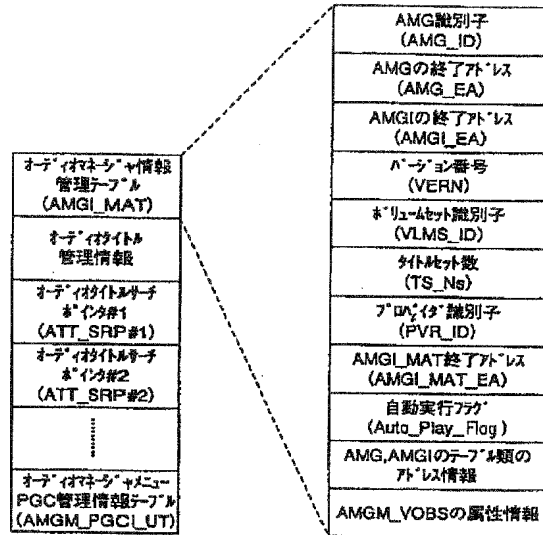 オーディオマネージャ情報
管理テーブル
(AMGI_MAT)
オーディオタイトル
管理情報
オーディオタイトルサーチ
ポインタ#1
(ATT_SRP#1)
オーディオタイトルサーチ
ポインタ#2
(ATT_SRP#2)
オーディオマネージャメニュー
PGC管理情報テーブル
(AMGM_PGCI_UT)
AMG識別子
(AMG_ID)
AMGの終了アドレス
(AMG_EA)
AMGIの終了アドレス
(AMGI_EA)
バージョン番号
(VERN)
ボリュームセット識別子
(VLMS_ID)
タイトルセット数
(TS_Ns)
プロバイダ識別子
(PVR_ID)
AMGI_MAT終了アドレス
(AMGI_MAT_EA)
自動実行フラグ
(Auto_Play_Flag)
AMG,AMGIのテーブル類の
アドレス情報
AMGM_VOBSの属性情報